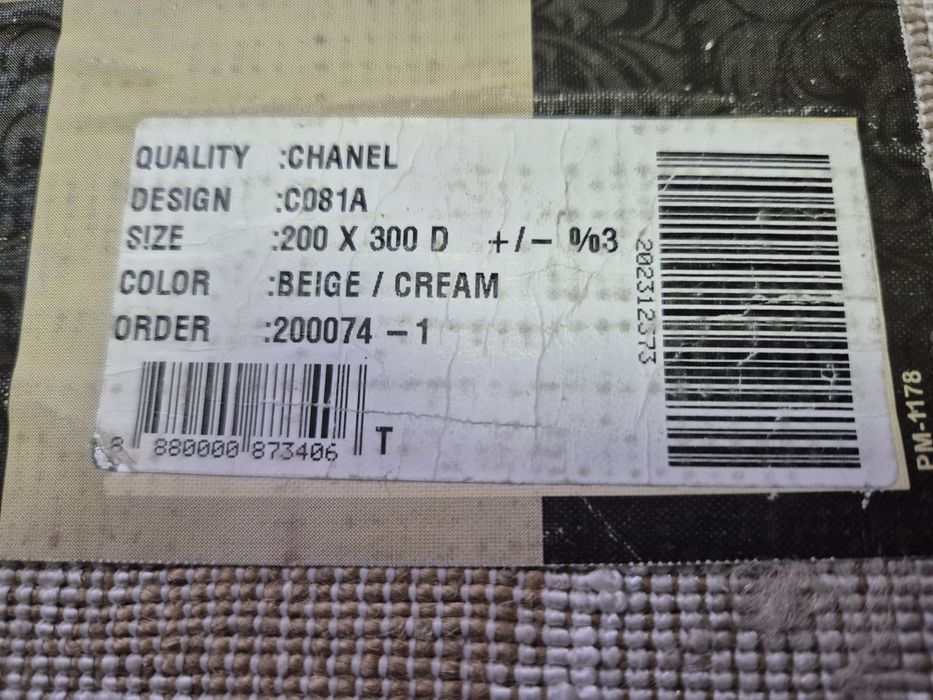 QUALITY :CHANEL
DESIGN :C081A
SIZE :200 X 300 D +/- %3
COLOR :BEIGE / CREAM
ORDER :200074 - 1
8 880000 873406 T
202312373
PM-1178